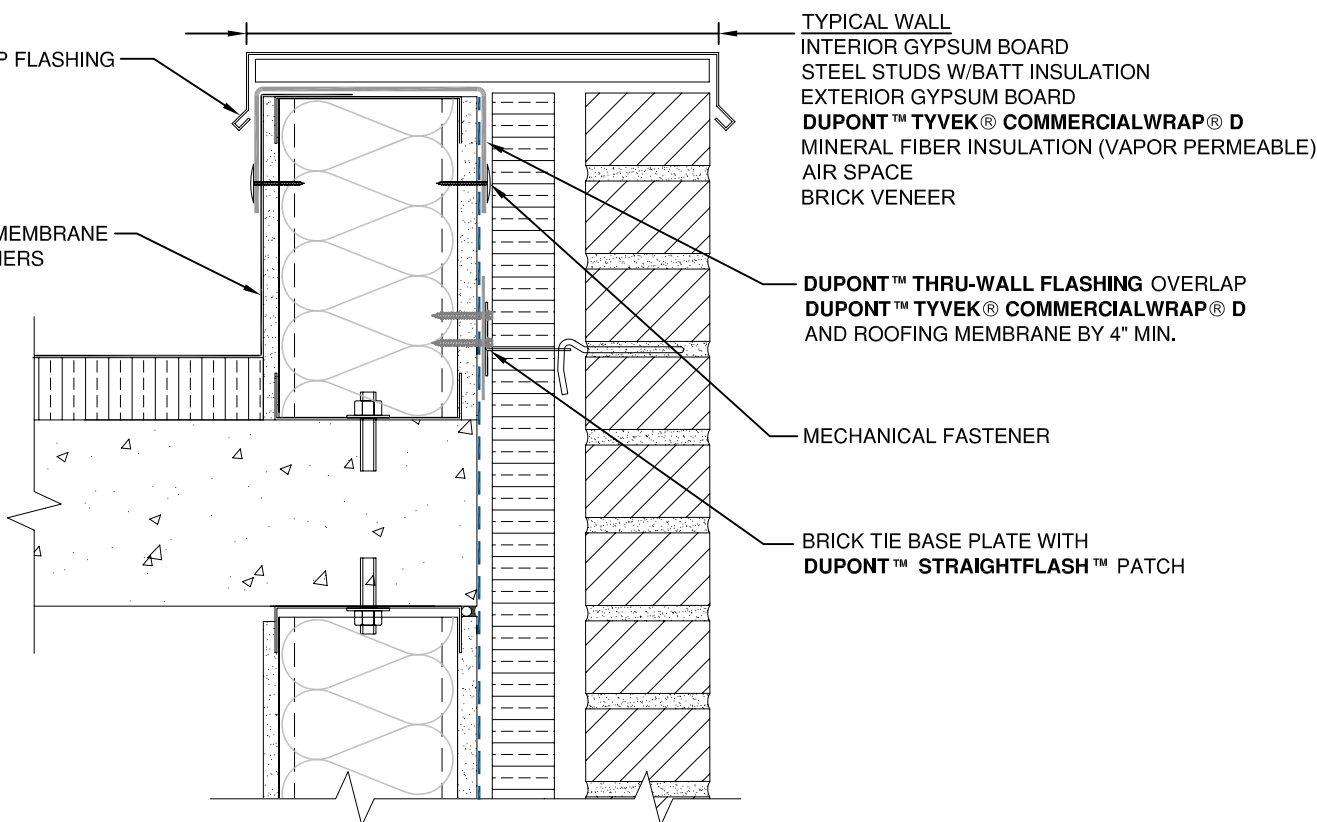 TYPICAL WALL
INTERIOR GYPSUM BOARD
STEEL STUDS W/BATT INSULATION
EXTERIOR GYPSUM BOARD
DUPONT™ TYVEK® COMMERCIALWRAP® D
MINERAL FIBER INSULATION (VAPOR PERMEABLE)
AIR SPACE
BRICK VENEER
FLASHING
MEMBRANE
DUPONT™ THRU-WALL FLASHING OVERLAP
DUPONT™ TYVEK® COMMERCIALWRAP® D
AND ROOFING MEMBRANE BY 4" MIN.
MECHANICAL FASTENER
BRICK TIE BASE PLATE WITH
DUPONT™ STRAIGHTFLASH™ PATCH